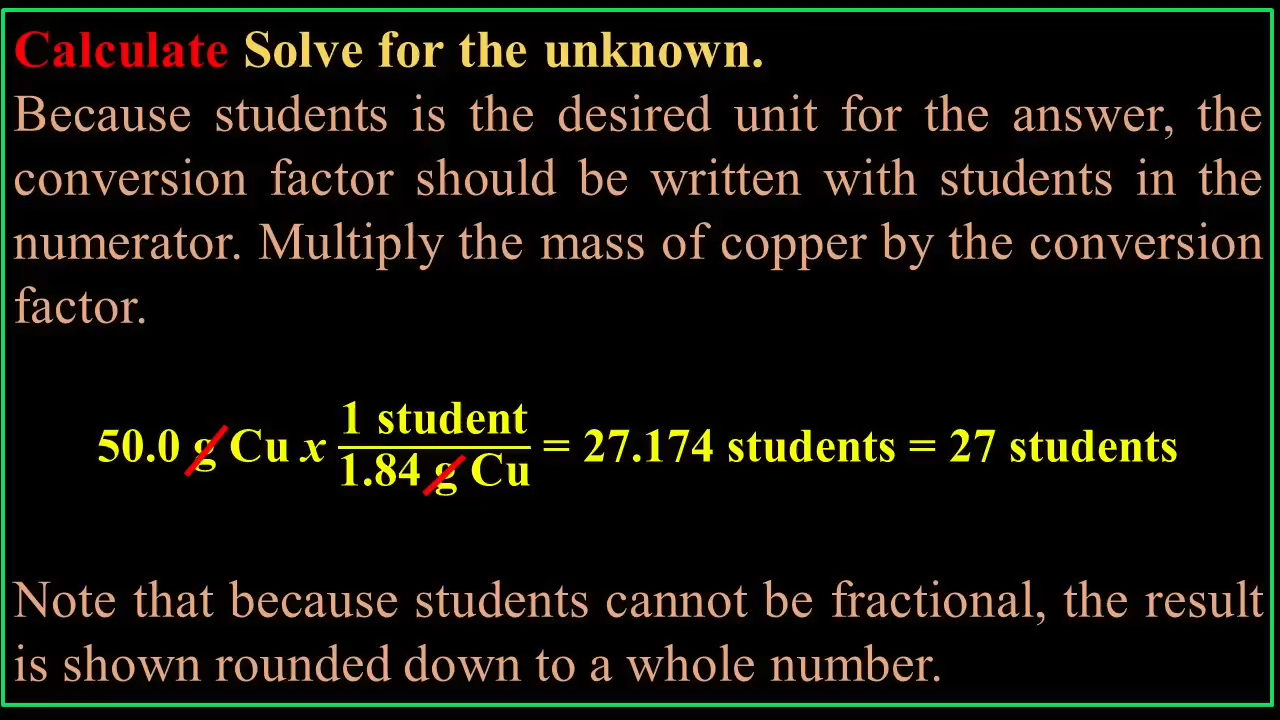 Calculate Solve for the unknown.
Because students is the desired unit for the answer, the
conversion factor should be written with students in the
numerator. Multiply the mass of copper by the conversion
factor.
1 student
50.0 g Cu x = 27.174 students = 27 students
1.84 g Cu
Note that because students cannot be fractional, the result
is shown rounded down to a whole number.